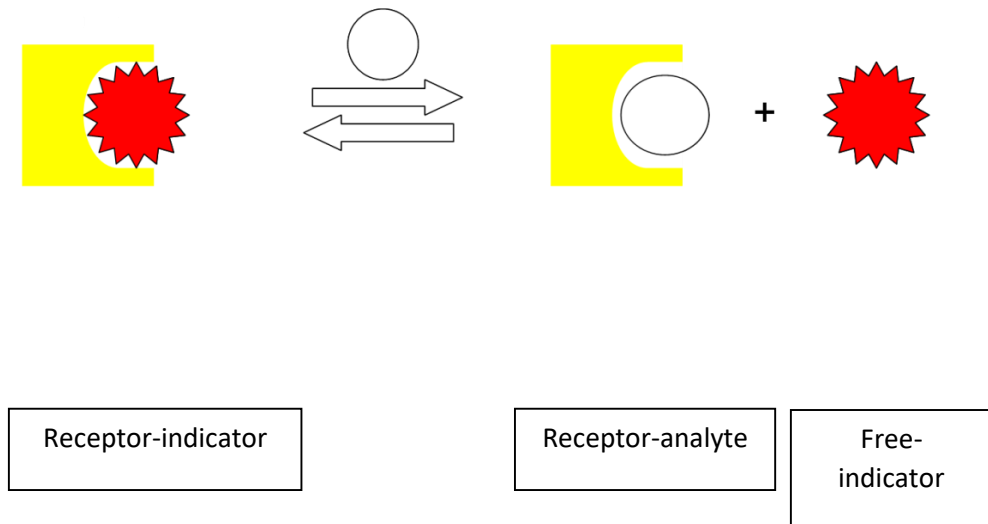 +
Receptor-indicator
Receptor-analyte
Free-
indicator